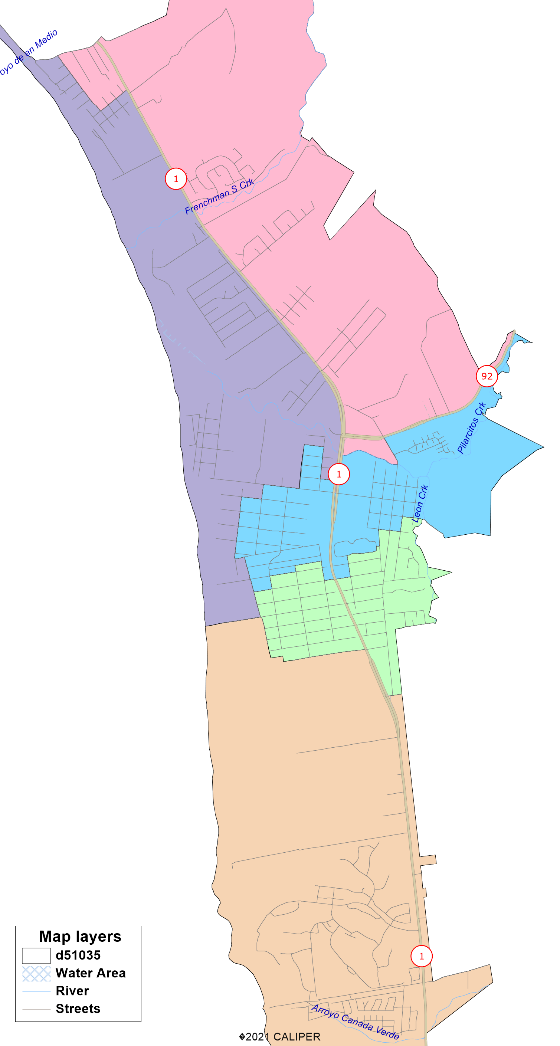 oyo de en Medio
1
Frenchman S Crk
92
Pilarcitos Crk
1
Leon Crk
Map layers
d51035
Water Area
River
Streets
1
Arroyo Canada Verde
�2021 CALIPER